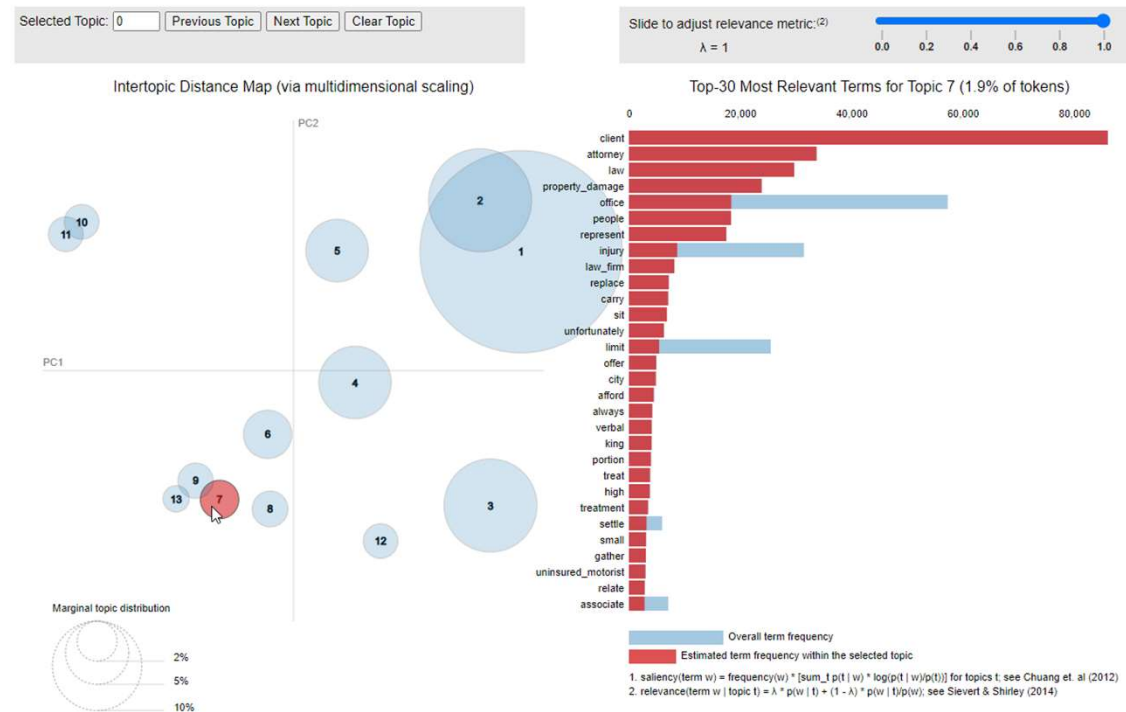 Selected Topic: 0 Previous Topic Next Topic Clear Topic
Slide to adjust relevance metric:(2)
λ = 1
0.0 0.2 0.4 0.6 0.8 1.0
Intertopic Distance Map (via multidimensional scaling)
PC2
PC1
10
11
5
2
1
4
6
9
13
7
8
3
12
Marginal topic distribution
2%
5%
10%
Top-30 Most Relevant Terms for Topic 7 (1.9% of tokens)
0 20,000 40,000 60,000 80,000
client
attorney
law
property_damage
office
people
represent
injury
law_firm
replace
carry
sit
unfortunately
limit
offer
city
afford
always
verbal
king
portion
treat
high
treatment
settle
small
gather
uninsured_motorist
relate
associate
Overall term frequency
Estimated term frequency within the selected topic
1. saliency(term w) = frequency(w) * [sum_t p(t | w) * log(p(t | w)/p(t))] for topics t; see Chuang et. al (2012)
2. relevance(term w | topic t) = λ * p(w | t) + (1 - λ) * p(w | t)/p(w); see Sievert & Shirley (2014)